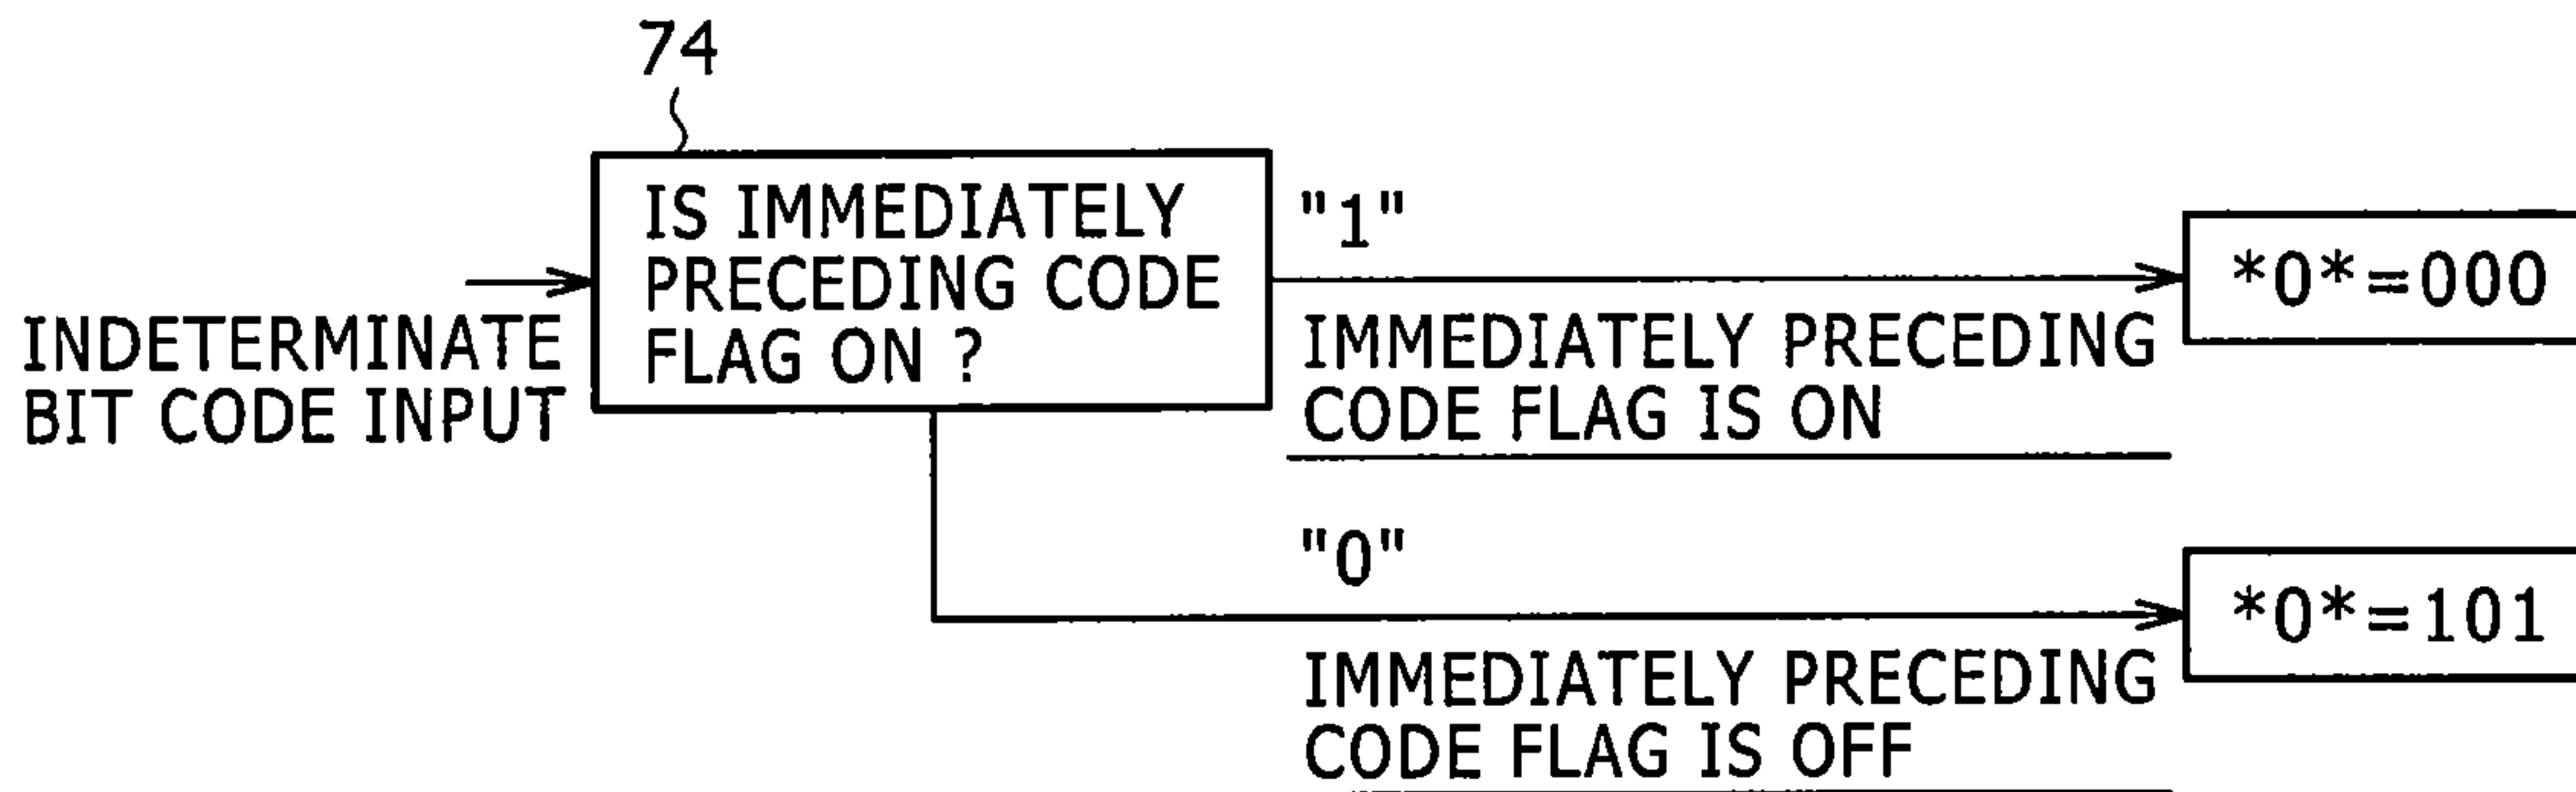 74
IS IMMEDIATELY
PRECEDING CODE
FLAG ON ?
INDETERMINATE
BIT CODE INPUT
"1"
IMMEDIATELY PRECEDING
CODE FLAG IS ON
*0*=000
"0"
IMMEDIATELY PRECEDING
CODE FLAG IS OFF
*0*=101